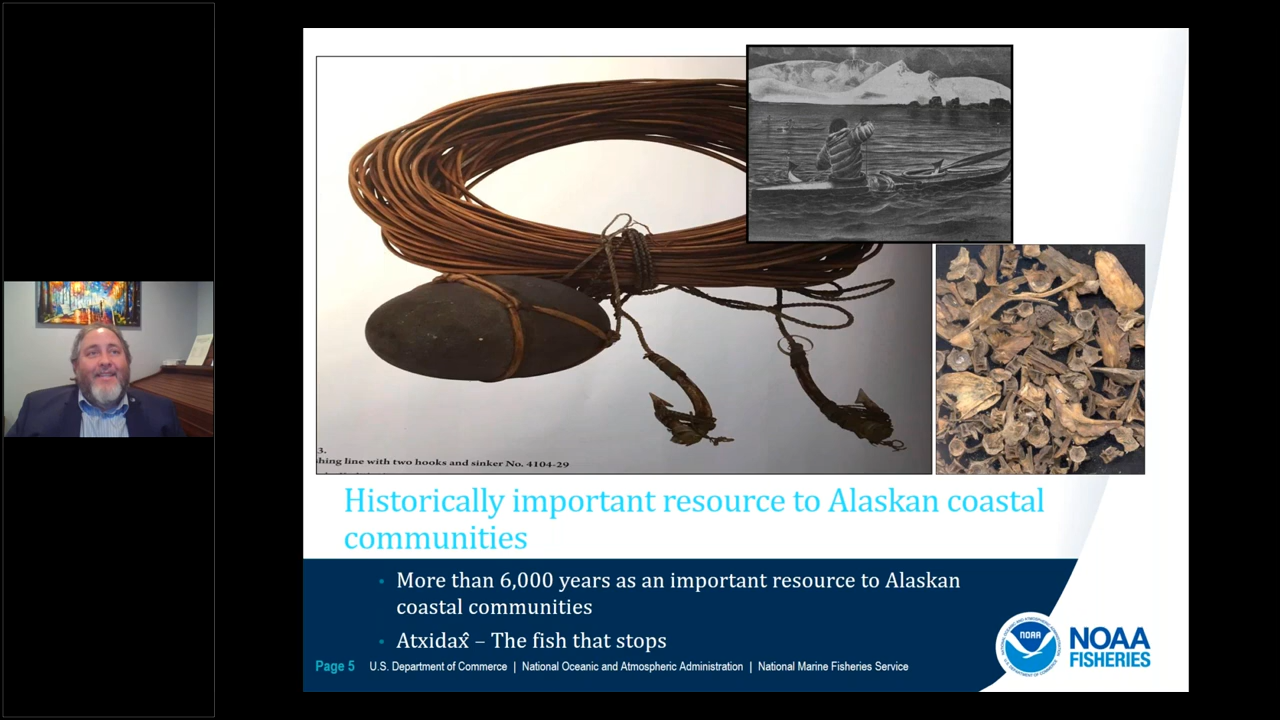 3.
hing line with two hooks and sinker No. 4104-29
Historically important resource to Alaskan coastal
communities
• More than 6,000 years as an important resource to Alaskan
coastal communities
• Atxidax̂ – The fish that stops
Page 5 U.S. Department of Commerce | National Oceanic and Atmospheric Administration | National Marine Fisheries Service
NOAA
NOAA
FISHERIES